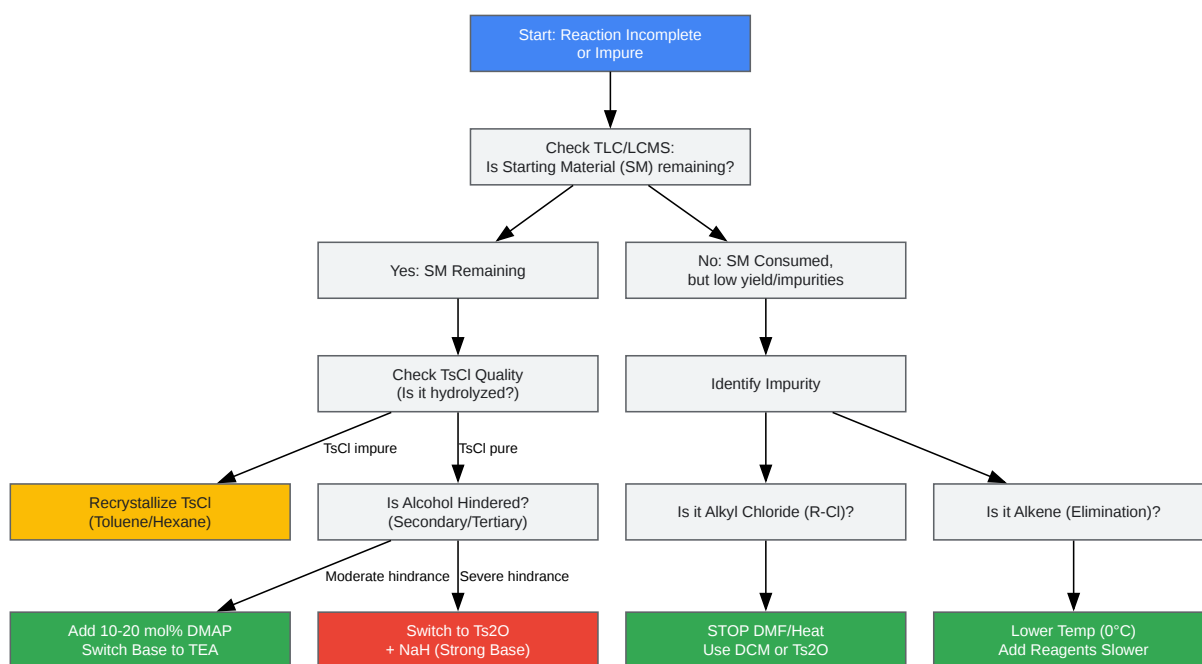 Start: Reaction Incomplete
or Impure
Check TLC/LCMS:
Is Starting Material (SM) remaining?
Yes: SM Remaining
No: SM Consumed,
but low yield/impurities
Check TsCl Quality
(Is it hydrolyzed?)
Identify Impurity
TsCl impure
TsCl pure
Recrystallize TsCl
(Toluene/Hexane)
Is Alcohol Hindered?
(Secondary/Tertiary)
Is it Alkyl Chloride (R-Cl)?
Is it Alkene (Elimination)?
Moderate hindrance
Severe hindrance
Add 10-20 mol% DMAP
Switch Base to TEA
Switch to Ts2O
+ NaH (Strong Base)
STOP DMF/Heat
Use DCM or Ts2O
Lower Temp (0°C)
Add Reagents Slower